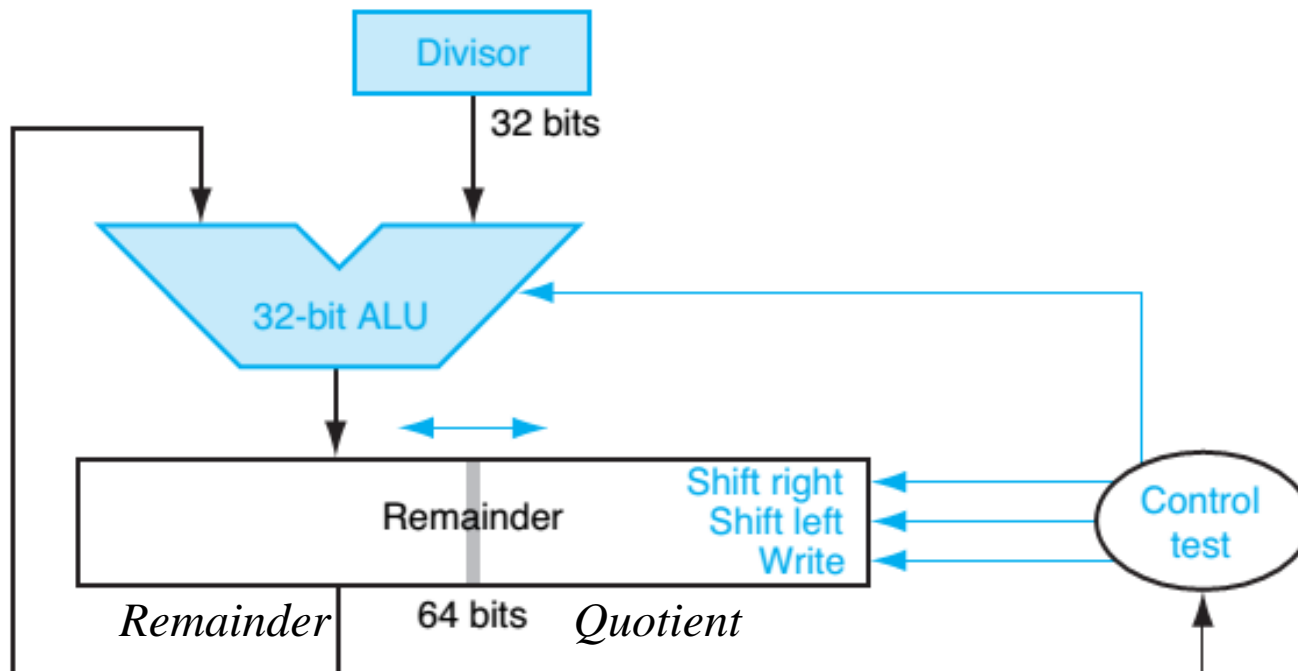 Divisor
32 bits
32-bit ALU
Remainder
Shift right
Shift left
Write
Control
test
Remainder
64 bits
Quotient